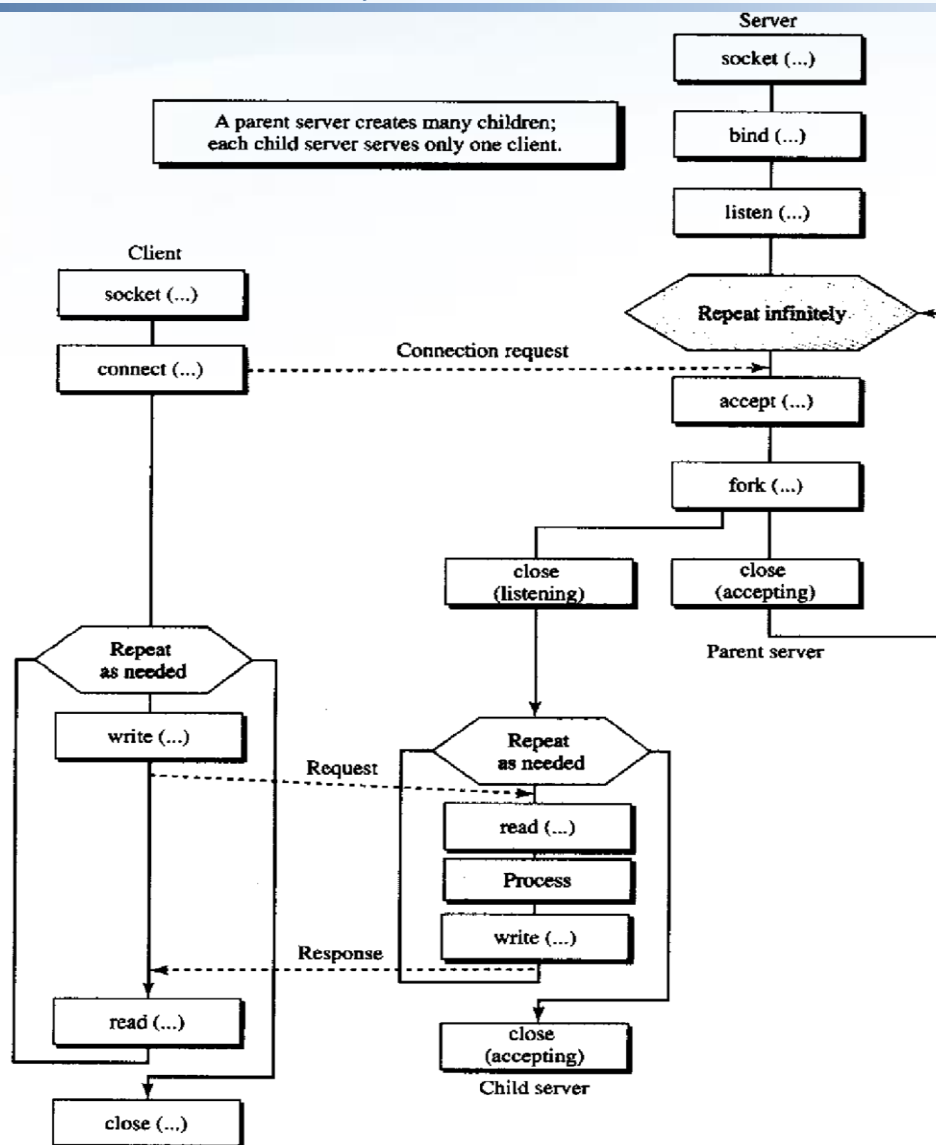 Server
socket (...)
A parent server creates many children;
each child server serves only one client.
bind (...)
listen (...)
Client
socket (...)
Repeat infinitely
Connection request
connect (...)
accept (...)
fork (...)
close
(listening)
close
(accepting)
Parent server
Repeat
as needed
write (...)
Repeat
as needed
Request
read (...)
Process
write (...)
Response
read (...)
close
(accepting)
Child server
close (...)